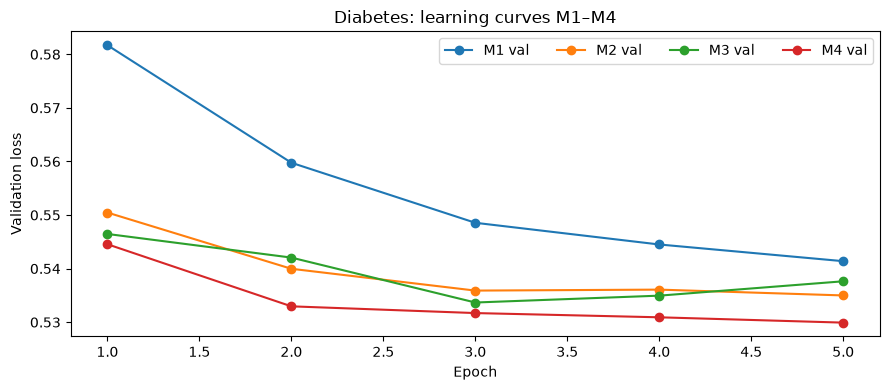 Diabetes: learning curves M1–M4
M1 val M2 val M3 val M4 val
Validation loss
0.58
0.57
0.56
0.55
0.54
0.53
1.0 1.5 2.0 2.5 3.0 3.5 4.0 4.5 5.0
Epoch